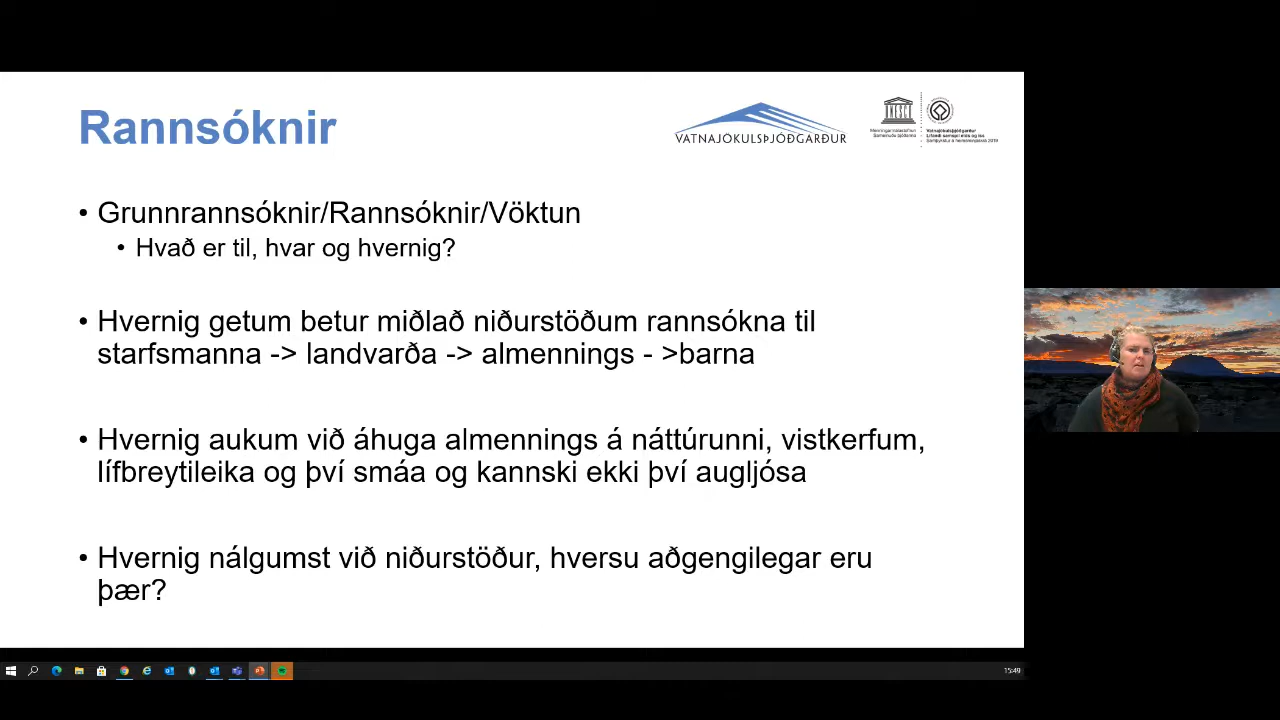 Rannsóknir
VATNAJÖKULSÞJÓÐGARÐUR
• Grunnrannsóknir/Rannsóknir/Vöktun
• Hvað er til, hvar og hvernig?
• Hvernig getum betur miðlað niðurstöðum rannsókna til
starfsmanna -> landvarða -> almennings - >barna
• Hvernig aukum við áhuga almennings á náttúrunni, vistkerfum,
lífbreytileika og því smáa og kannski ekki því augljósa
• Hvernig nálgumst við niðurstöður, hversu aðgengilegar eru
þær?
15:49